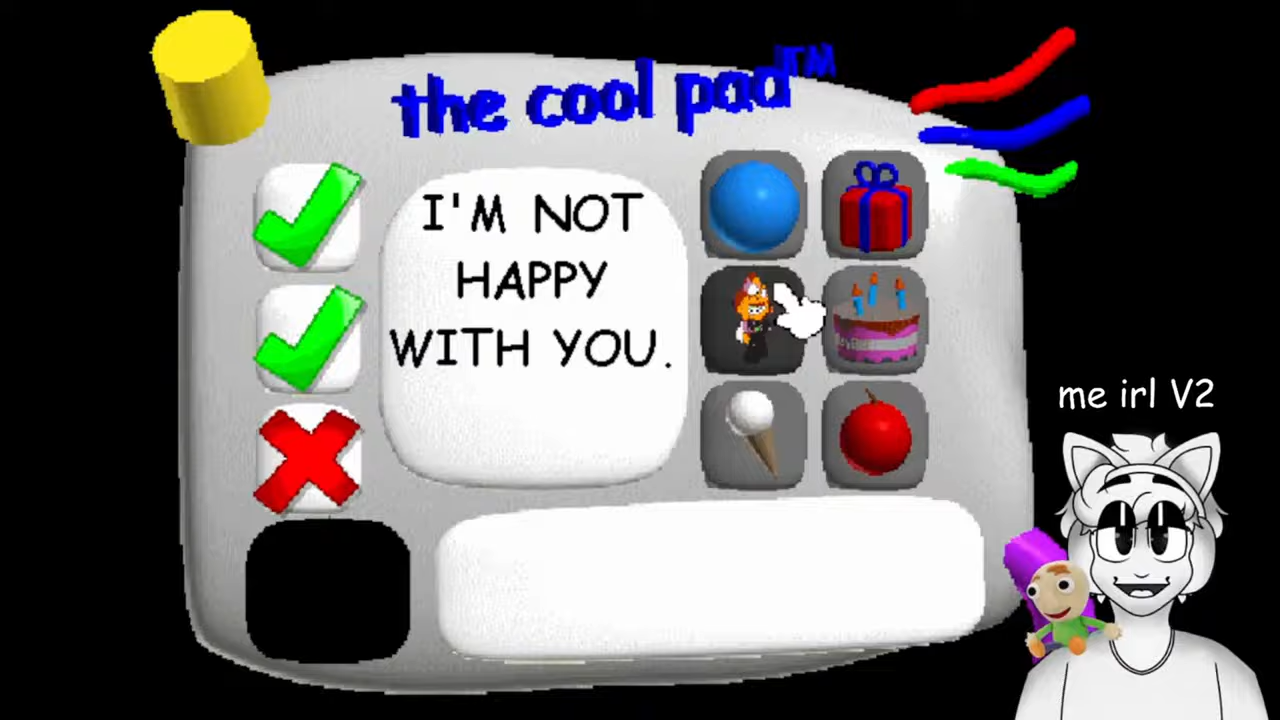 the cool pad™
I'M NOT
HAPPY
WITH YOU.
me irl V2